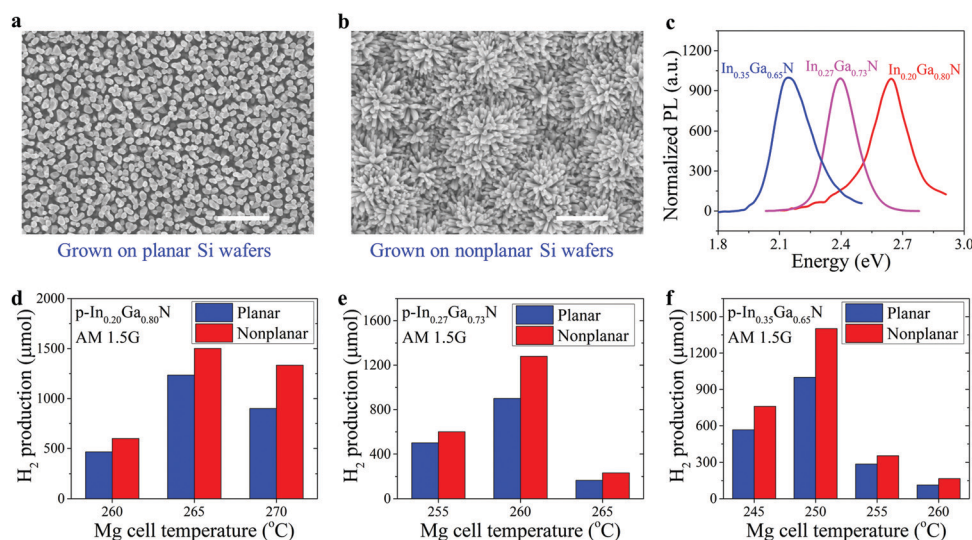 a
Grown on planar Si wafers
b
Grown on nonplanar Si wafers
c
Normalized PL (a.u.)
1200
900
600
300
0
In₀.₃₅Ga₀.₆₅N
In₀.₂₇Ga₀.₇₃N
In₀.₂₀Ga₀.₈₀N
1.8 2.1 2.4 2.7 3.0
Energy (eV)
d
H₂ production (μmol)
2000
1500
1000
500
0
p-In₀.₂₀Ga₀.₈₀N
AM 1.5G
Planar
Nonplanar
260 265 270
Mg cell temperature (°C)
e
H₂ production (μmol)
1600
1200
800
400
0
p-In₀.₂₇Ga₀.₇₃N
AM 1.5G
Planar
Nonplanar
255 260 265
Mg cell temperature (°C)
f
H₂ production (μmol)
1500
1200
900
600
300
0
p-In₀.₃₅Ga₀.₆₅N
AM 1.5G
Planar
Nonplanar
245 250 255 260
Mg cell temperature (°C)